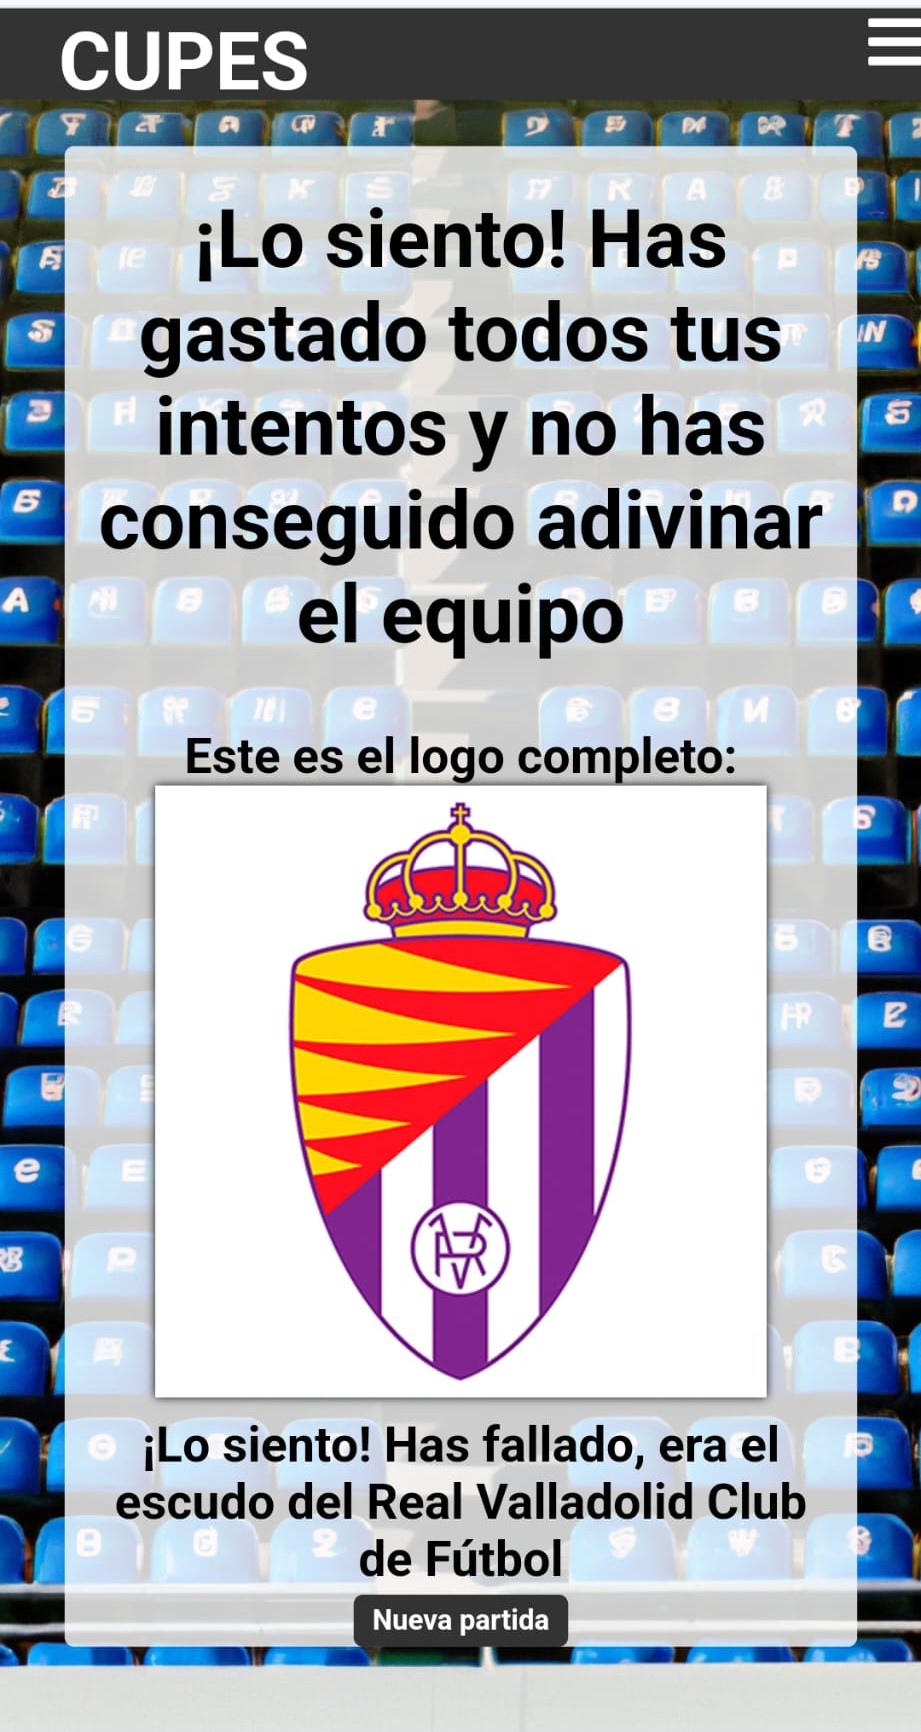 CUPES
¡Lo siento! Has
gastado todos tus
intentos y no has
conseguido adivinar
el equipo
Este es el logo completo:
¡Lo siento! Has fallado, era el
escudo del Real Valladolid Club
de Fútbol
Nueva partida